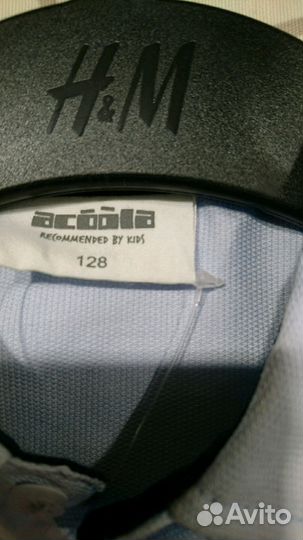 H&M
acoola
RECOMMENDED BY KIDS
128
Avito